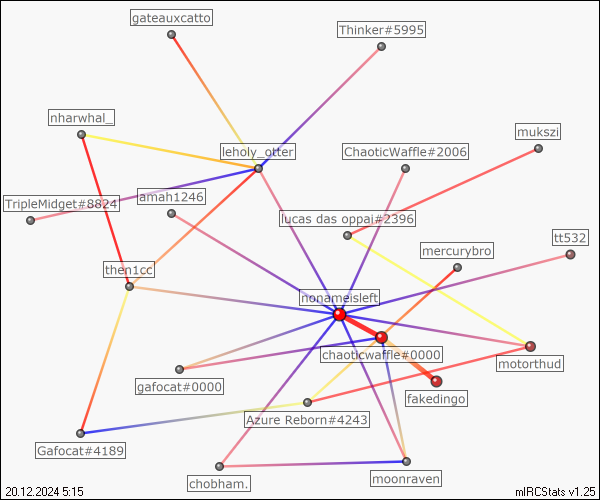 gateauxcatto
Thinker#5995
nharwhal_
mukszi
leholy_otter
ChaoticWaffle#2006
TripleMidget#8824
amah1246
lucas das oppai#2396
tt532
mercurybro
then1cc
nonameisleft
chaoticwaffle#0000
motorthud
gafocat#0000
fakedingo
Azure Reborn#4243
Gafocat#4189
chobham.
moonraven
20.12.2024 5:15
mIRCStats v1.25